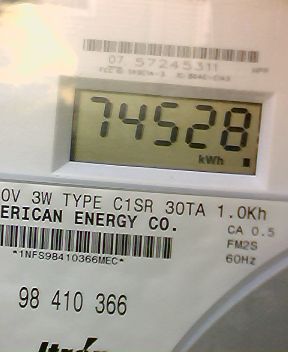 07 57245311
74528
kWh
0V 3W TYPE C1SR 30TA 1.0Kh
ERICAN ENERGY CO.
CA 0.5
FM2S
*1NFS98410366MEC*
60Hz
98 410 366
Itron